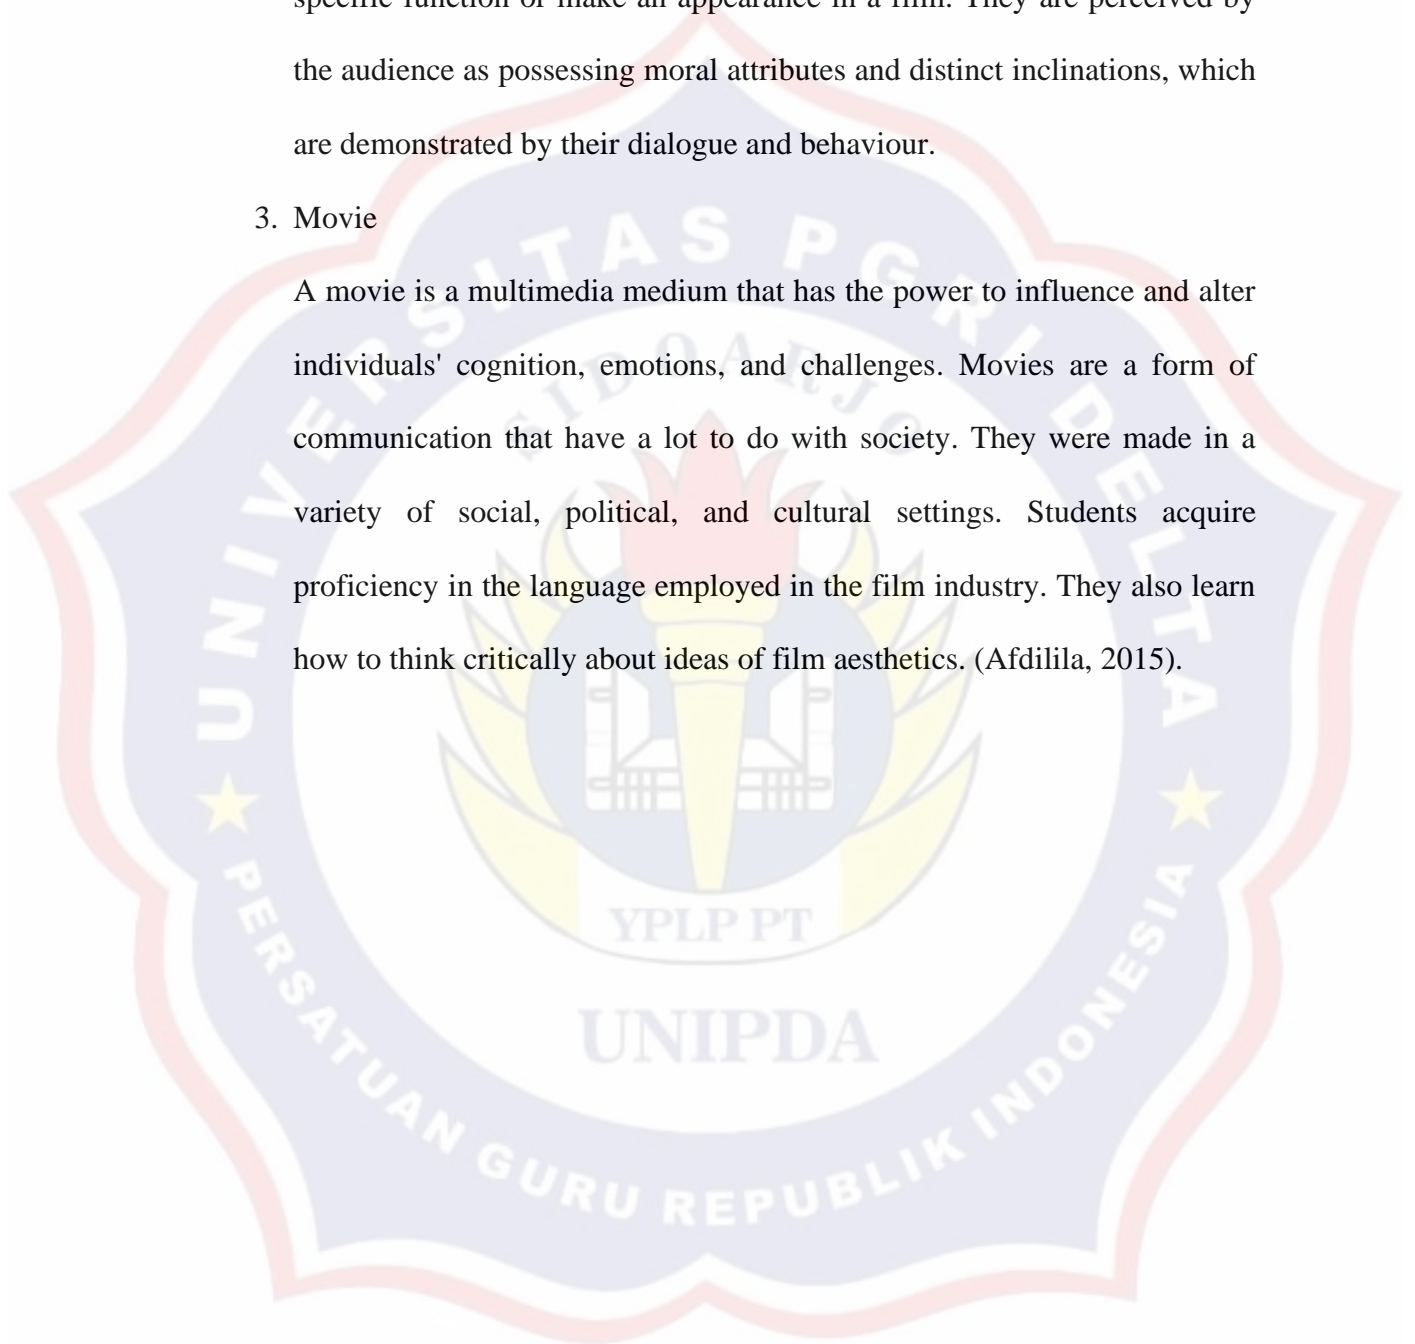 specific function or make an appearance in a film. They are perceived by
the audience as possessing moral attributes and distinct inclinations, which
are demonstrated by their dialogue and behaviour.
3. Movie
A movie is a multimedia medium that has the power to influence and alter
individuals' cognition, emotions, and challenges. Movies are a form of
communication that have a lot to do with society. They were made in a
variety of social, political, and cultural settings. Students acquire
proficiency in the language employed in the film industry. They also learn
how to think critically about ideas of film aesthetics. (Afdilila, 2015).
UNIVERSITAS PGRI DELTA
SIDOARJO
YPLP PT
UNIPDA
PERSATUAN GURU REPUBLIK INDONESIA